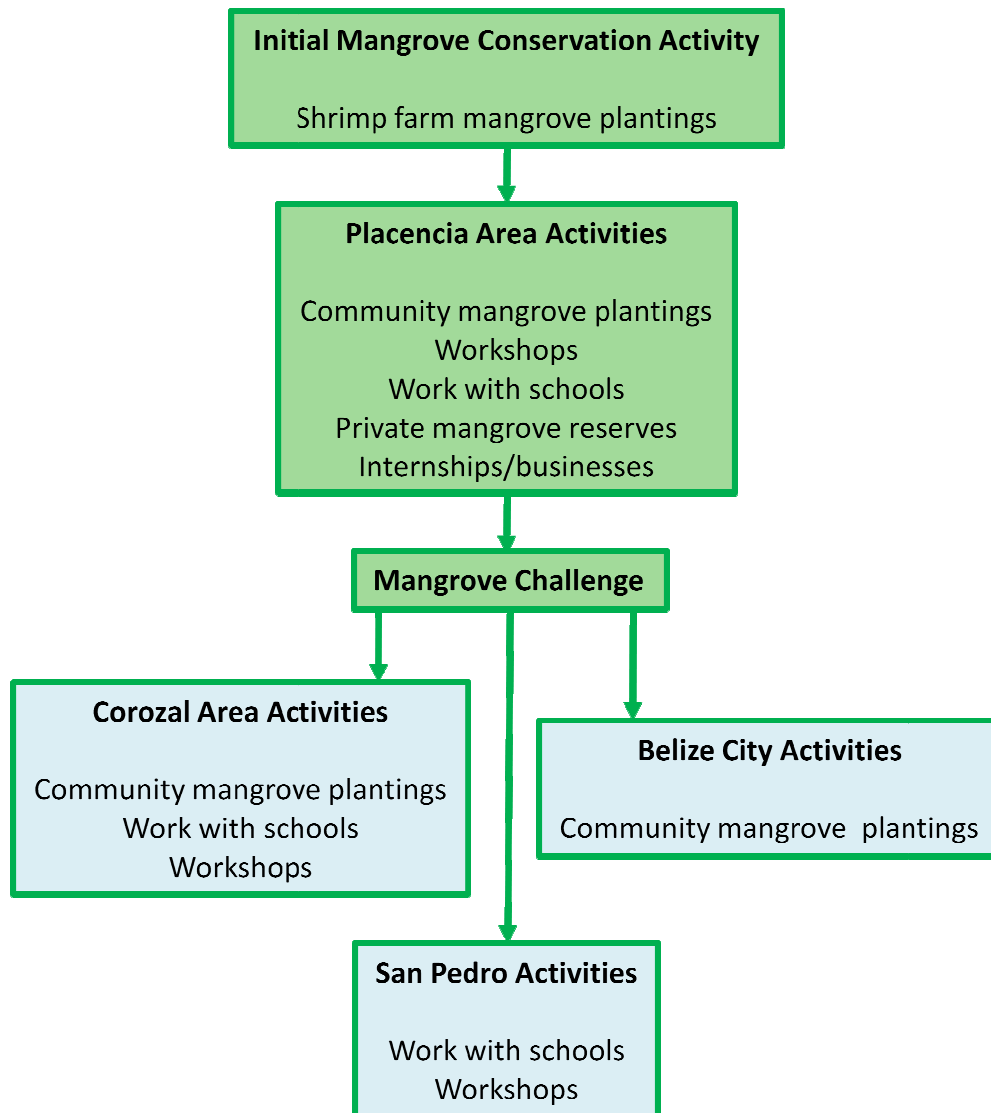 Initial Mangrove Conservation Activity
Shrimp farm mangrove plantings
Placencia Area Activities
Community mangrove plantings
Workshops
Work with schools
Private mangrove reserves
Internships/businesses
Mangrove Challenge
Corozal Area Activities
Community mangrove plantings
Work with schools
Workshops
Belize City Activities
Community mangrove  plantings
San Pedro Activities
Work with schools
Workshops